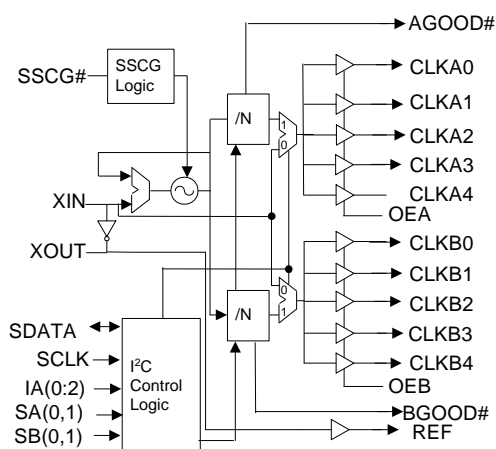 AGOOD#
SSCG#
SSCG
Logic
CLKA0
CLKA1
CLKA2
CLKA3
CLKA4
OEA
/N
1
0
XIN
XOUT
CLKB0
CLKB1
CLKB2
CLKB3
CLKB4
OEB
/N
0
1
SDATA
SCLK
IA(0:2)
SA(0,1)
SB(0,1)
I²C
Control
Logic
BGOOD#
REF